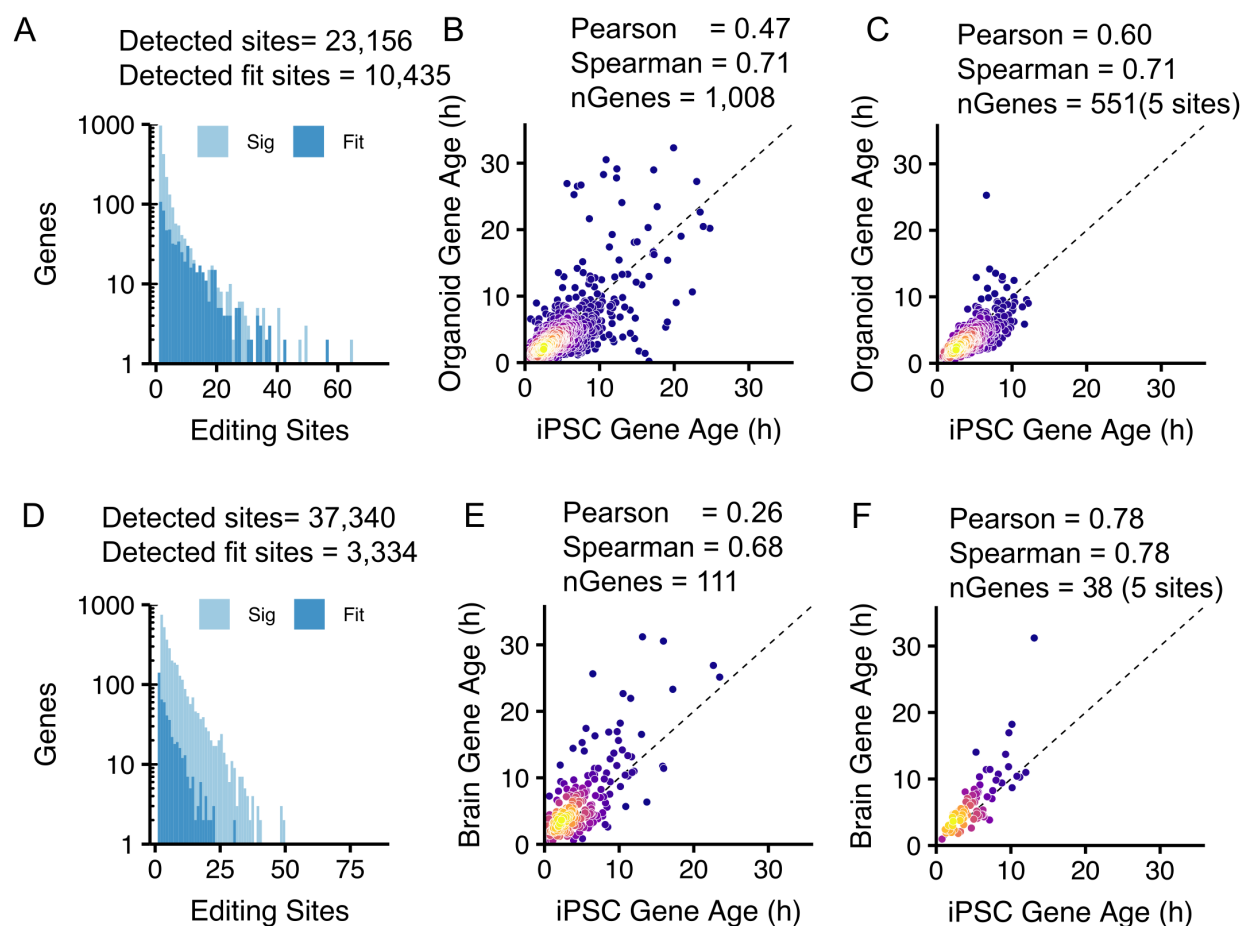 A
Detected sites= 23,156
Detected fit sites = 10,435
1000
100
10
1
Sig
Fit
Genes
0
20
40
60
Editing Sites
B
Pearson = 0.47
Spearman = 0.71
nGenes = 1,008
Organoid Gene Age (h)
30
20
10
0
0
10
20
30
iPSC Gene Age (h)
C
Pearson = 0.60
Spearman = 0.71
nGenes = 551(5 sites)
Organoid Gene Age (h)
30
20
10
0
0
10
20
30
iPSC Gene Age (h)
D
Detected sites= 37,340
Detected fit sites = 3,334
1000
100
10
1
Sig
Fit
Genes
0
25
50
75
Editing Sites
E
Pearson = 0.26
Spearman = 0.68
nGenes = 111
Brain Gene Age (h)
30
20
10
0
0
10
20
30
iPSC Gene Age (h)
F
Pearson = 0.78
Spearman = 0.78
nGenes = 38 (5 sites)
Brain Gene Age (h)
30
20
10
0
0
10
20
30
iPSC Gene Age (h)